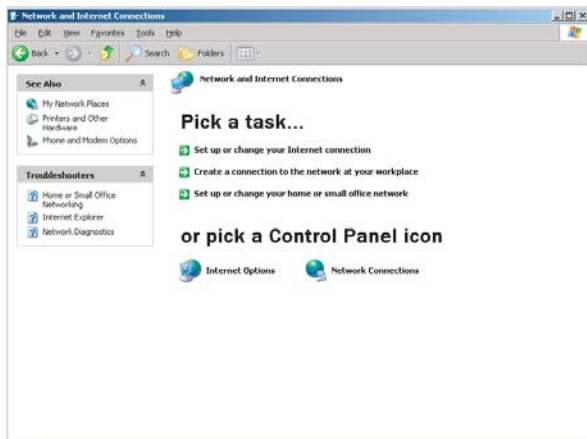 Network and Internet Connections
File Edit View Favorites Tools Help
Back Search Folders
See Also
My Network Places
Printers and Other
Hardware
Phone and Modem Options
Troubleshooters
Home or Small Office
Networking
Internet Explorer
Network Diagnostics
Network and Internet Connections
Pick a task...
Set up or change your Internet connection
Create a connection to the network at your workplace
Set up or change your home or small office network
or pick a Control Panel icon
Internet Options Network Connections